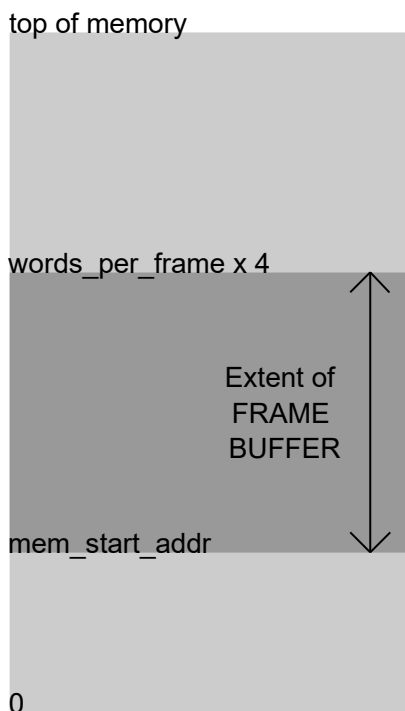 top of memory
words_per_frame x 4
Extent of
FRAME
BUFFER
mem_start_addr
0